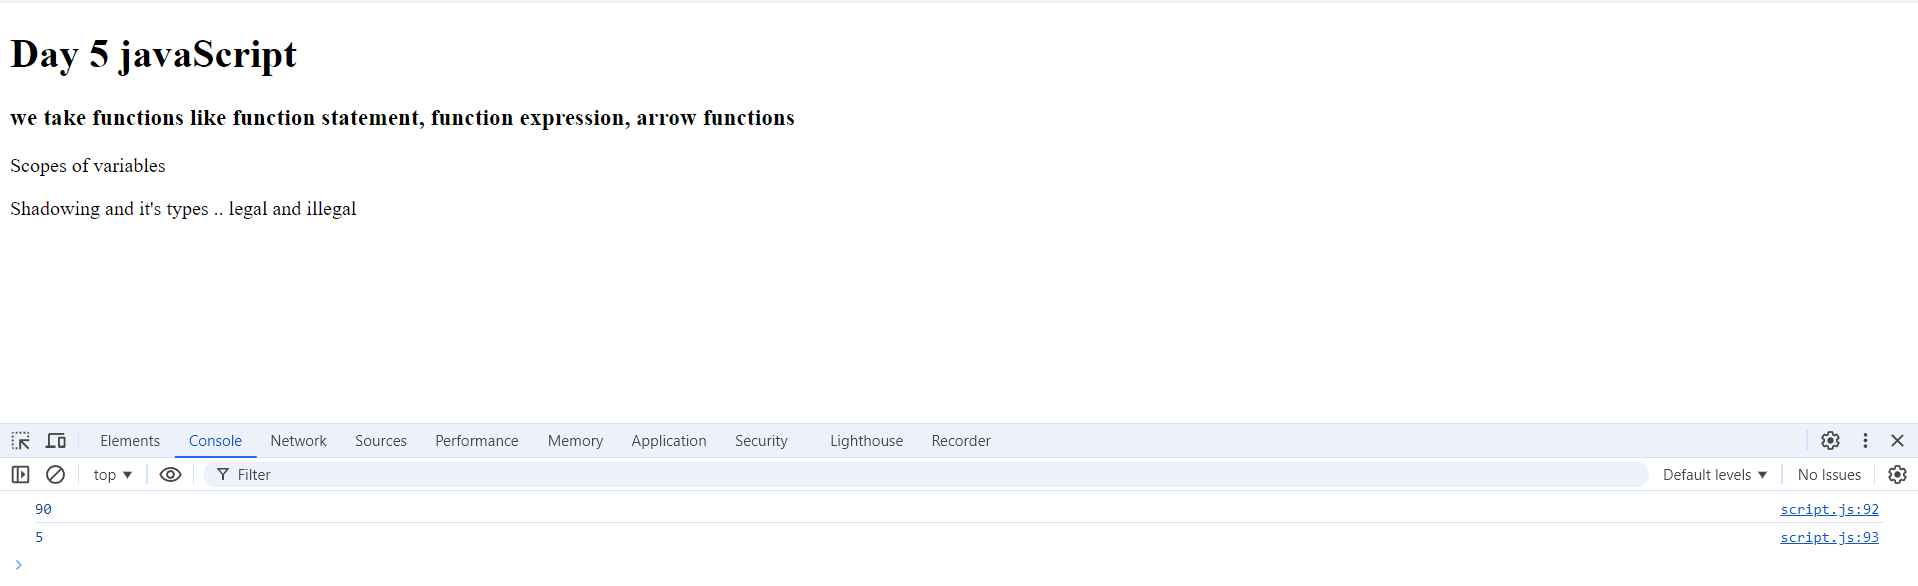 Day 5 javaScript
we take functions like function statement, function expression, arrow functions
Scopes of variables
Shadowing and it's types .. legal and illegal
Elements Console Network Sources Performance Memory Application Security Lighthouse Recorder
top Filter Default levels No Issues
90 script.js:92
5 script.js:93